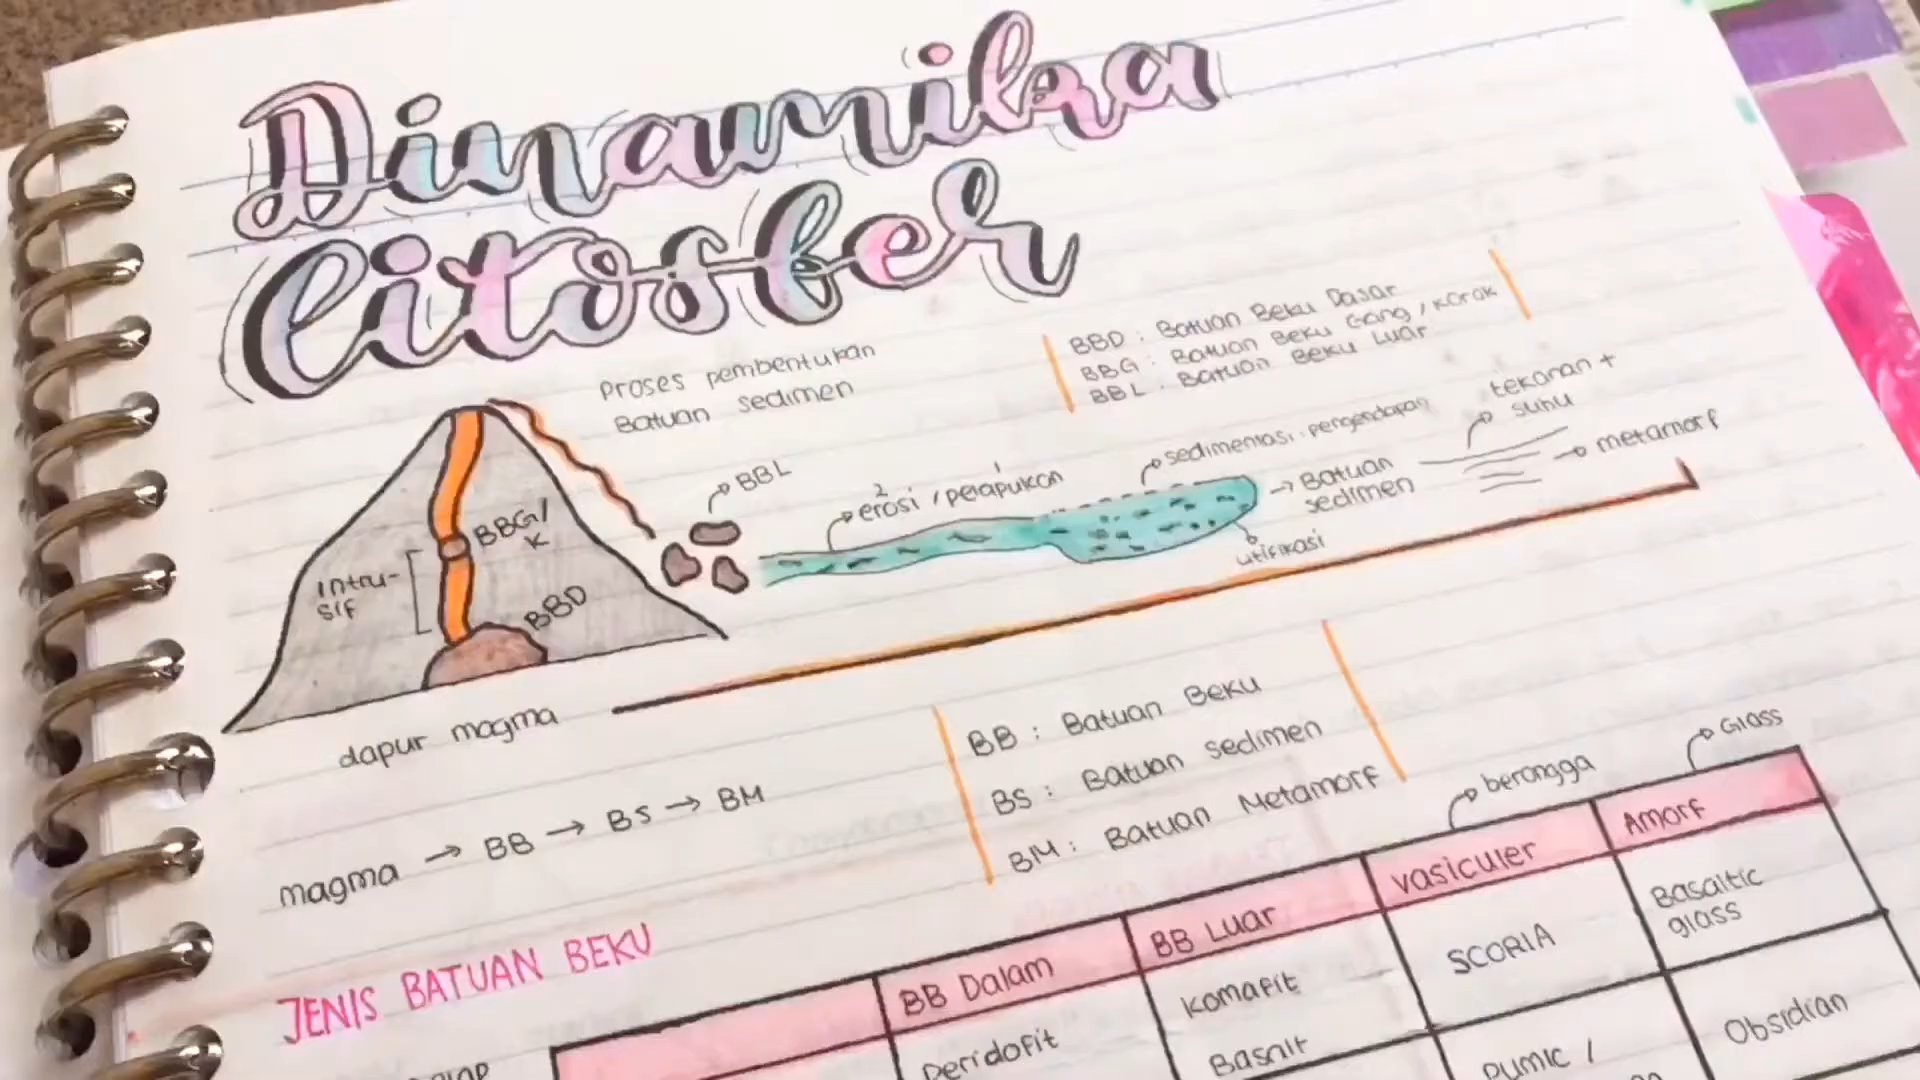 Dinamika
Litosfer
Proses pembentukan
Batuan sedimen
BBD : Batuan Beku Dasar
BBG : Batuan Beku Gang / Korok
BBL : Batuan Beku Luar
BBL
2 1
erosi / pelapukan
sedimentasi : pengendapan
tekanan +
suhu
→ Batuan
sedimen
→ metamorf
litifikasi
BBG/
K
Intru-
sif
BBD
dapur magma
magma → BB → BS → BM
BB : Batuan Beku
BS : Batuan Sedimen
BM : Batuan Metamorf
berongga
Glass
JENIS BATUAN BEKU
BB Dalam
BB Luar
vasiculer
Amorf
Peridotit
Komatit
SCORIA
Basaltic
glass
Basalt
Pumic /
Obsidian